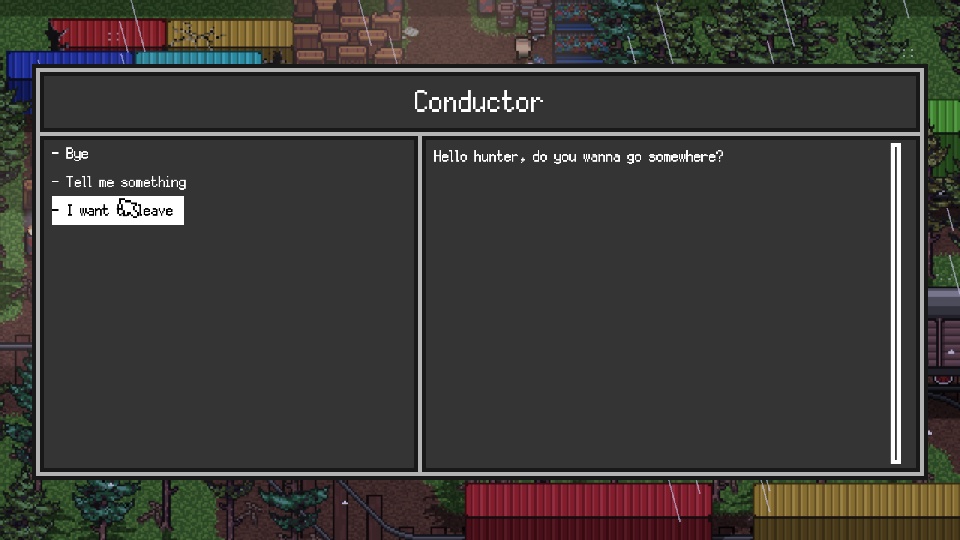 Conductor
- Bye
- Tell me something
- I want leave
Hello hunter, do you wanna go somewhere?